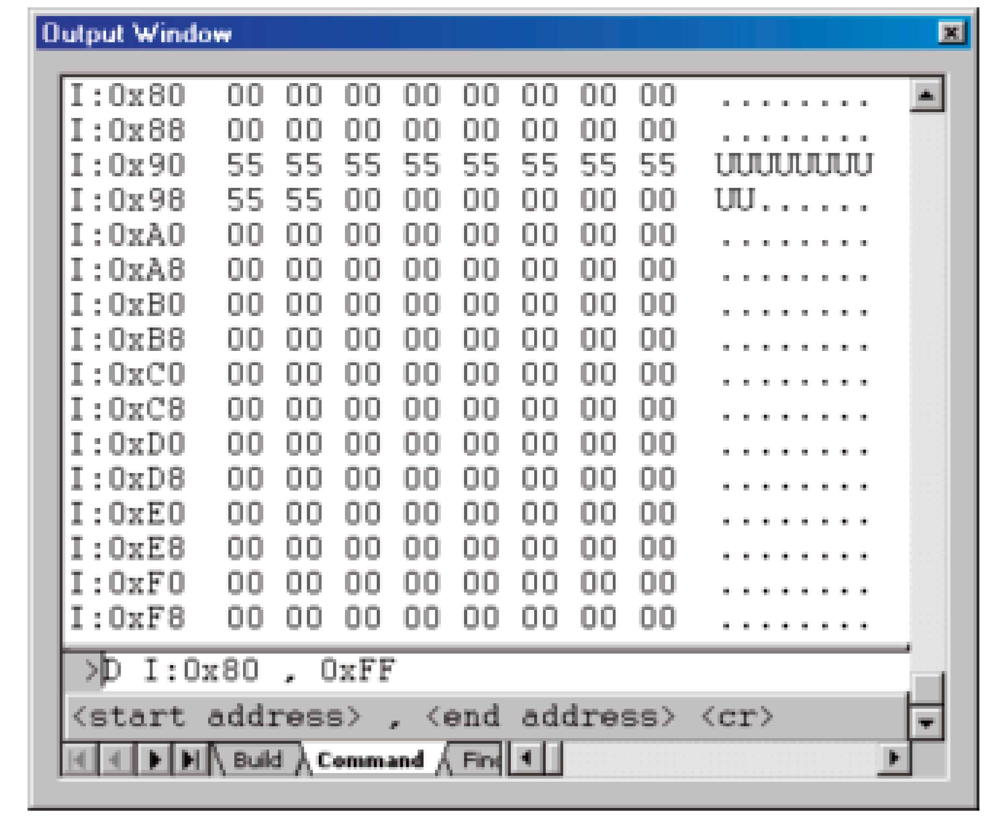 Output Window
I:0x80 00 00 00 00 00 00 00 00 ........
I:0x88 00 00 00 00 00 00 00 00 ........
I:0x90 55 55 55 55 55 55 55 55 UUUUUUUU
I:0x98 55 55 00 00 00 00 00 00 UU......
I:0xA0 00 00 00 00 00 00 00 00 ........
I:0xA8 00 00 00 00 00 00 00 00 ........
I:0xB0 00 00 00 00 00 00 00 00 ........
I:0xB8 00 00 00 00 00 00 00 00 ........
I:0xC0 00 00 00 00 00 00 00 00 ........
I:0xC8 00 00 00 00 00 00 00 00 ........
I:0xD0 00 00 00 00 00 00 00 00 ........
I:0xD8 00 00 00 00 00 00 00 00 ........
I:0xE0 00 00 00 00 00 00 00 00 ........
I:0xE8 00 00 00 00 00 00 00 00 ........
I:0xF0 00 00 00 00 00 00 00 00 ........
I:0xF8 00 00 00 00 00 00 00 00 ........
>D I:0x80 , 0xFF
<start address> , <end address> <cr>
Build Command Find